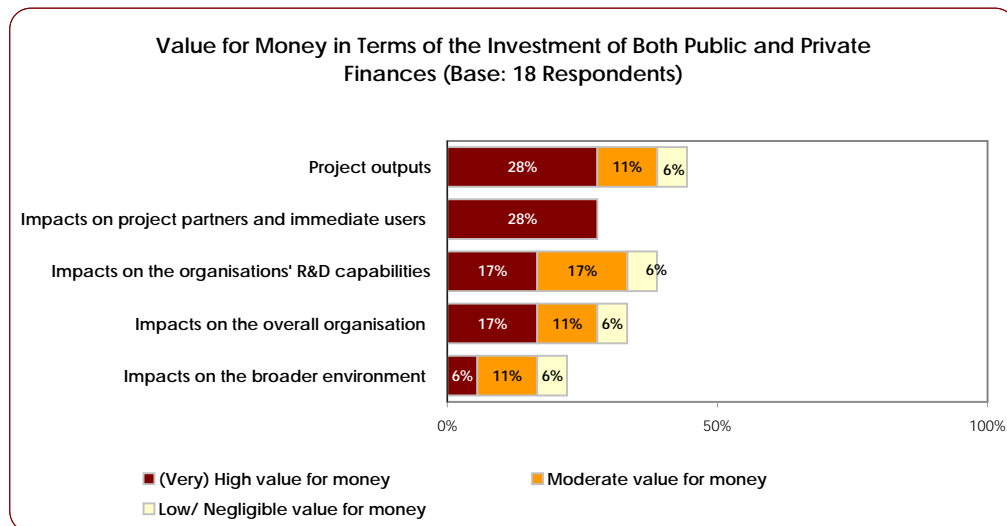 Value for Money in Terms of the Investment of Both Public and Private
Finances (Base: 18 Respondents)
Project outputs
28% 11% 6%
Impacts on project partners and immediate users
28%
Impacts on the organisations' R&D capabilities
17% 17% 6%
Impacts on the overall organisation
17% 11% 6%
Impacts on the broader environment
6% 11% 6%
0% 50% 100%
(Very) High value for money
Moderate value for money
Low/ Negligible value for money